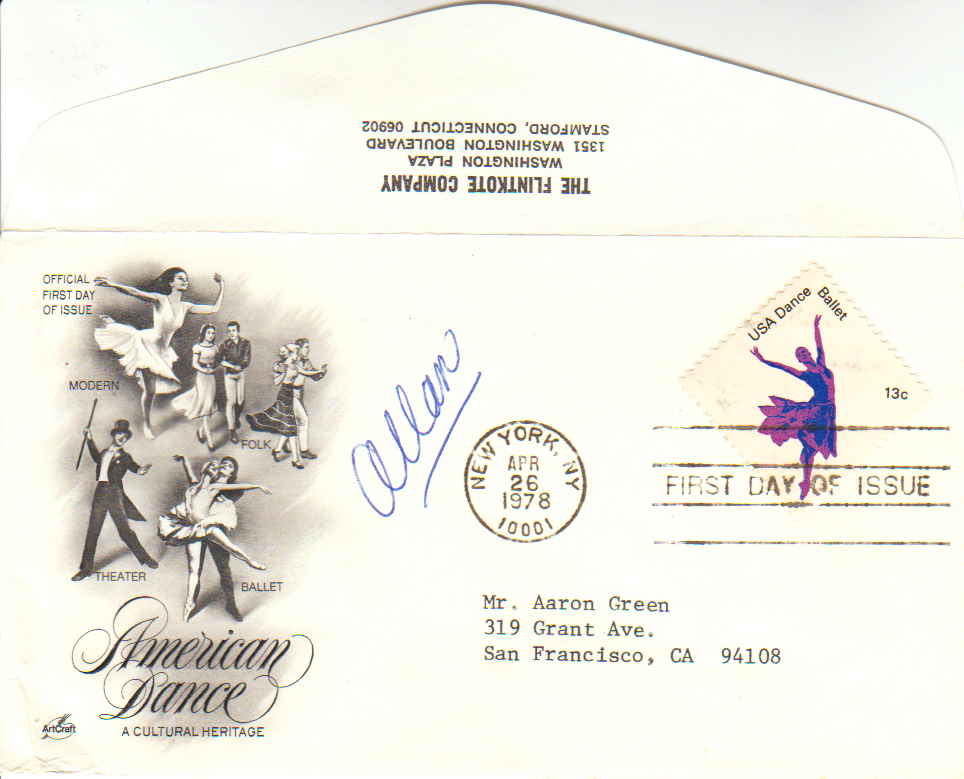 THE FLINTKOTE COMPANY
WASHINGTON PLAZA
1351 WASHINGTON BOULEVARD
STAMFORD, CONNECTICUT 06902
OFFICIAL
FIRST DAY
OF ISSUE
MODERN
FOLK
THEATER
BALLET
American
Dance
A CULTURAL HERITAGE
ArtCraft
Allan
NEW YORK, NY
APR
26
1978
10001
USA Dance
Ballet
13c
FIRST DAY OF ISSUE
Mr. Aaron Green
319 Grant Ave.
San Francisco, CA 94108